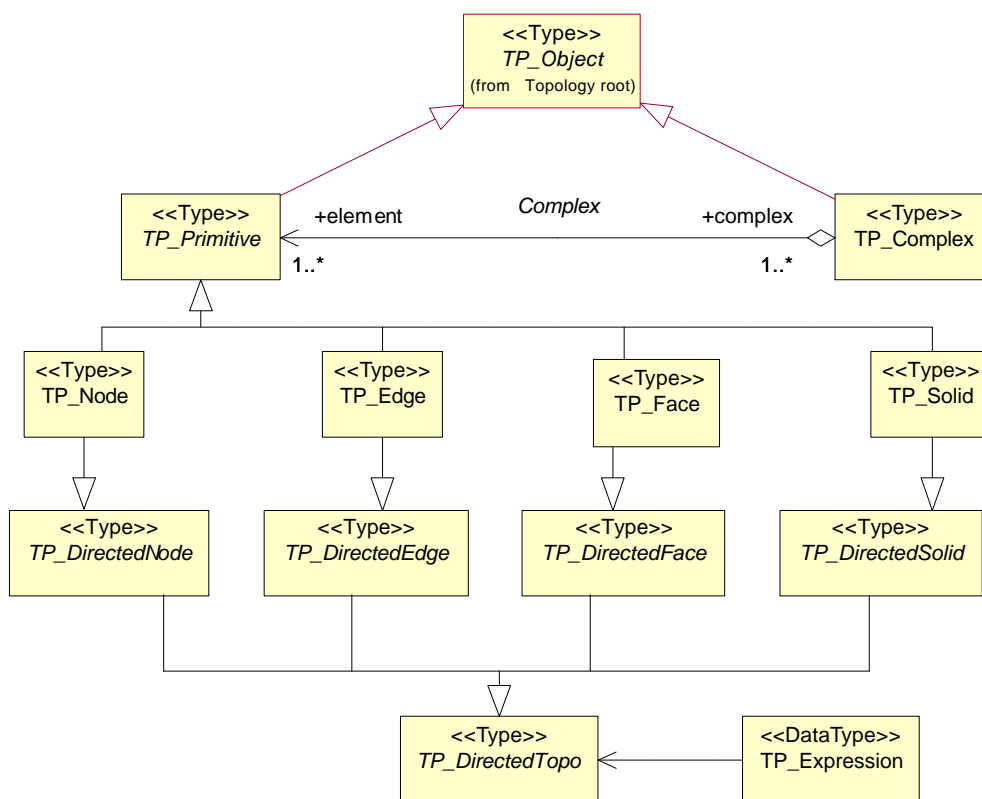 <<Type>>
TP_Object
(from Topology root)
<<Type>>
TP_Primitive
+element
Complex
+complex
<<Type>>
TP_Complex
1..*
1..*
<<Type>>
TP_Node
<<Type>>
TP_Edge
<<Type>>
TP_Face
<<Type>>
TP_Solid
<<Type>>
TP_DirectedNode
<<Type>>
TP_DirectedEdge
<<Type>>
TP_DirectedFace
<<Type>>
TP_DirectedSolid
<<Type>>
TP_DirectedTopo
<<DataType>>
TP_Expression